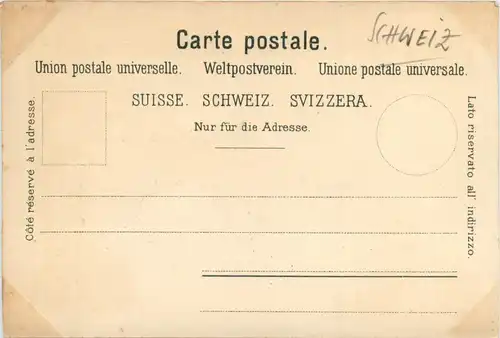 SCHWEIZ
Carte postale.
Union postale universelle. Weltpostverein. Unione postale universale.
SUISSE. SCHWEIZ. SVIZZERA.
Nur für die Adresse.
Côté réservé à l'adresse.
Lato riservato all' indirizzo.